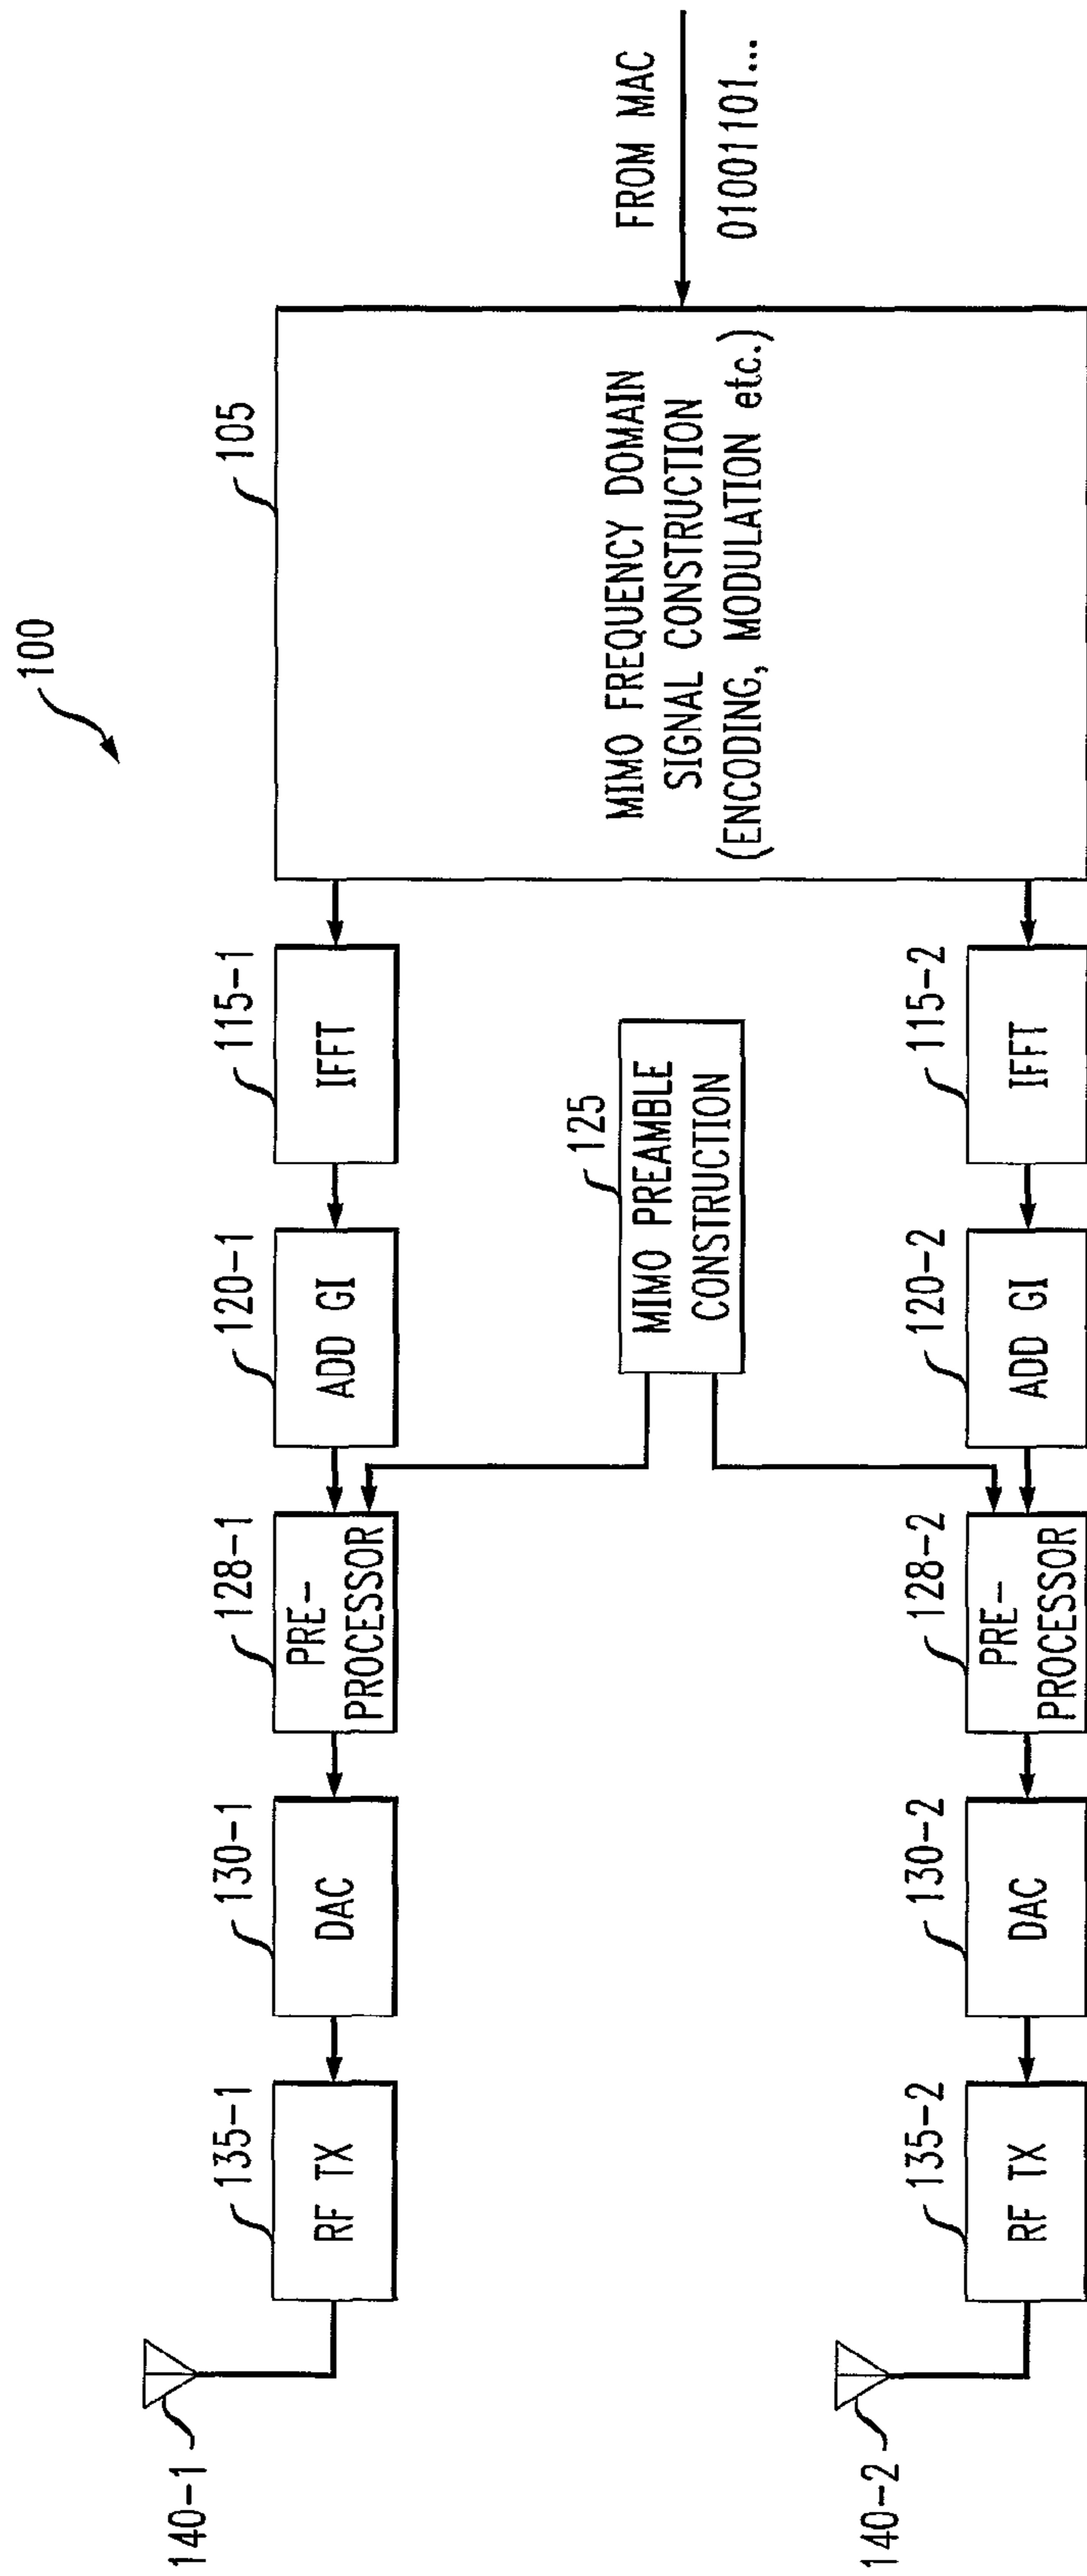 100
140-1
135-1
RF TX
130-1
DAC
128-1
PRE-
PROCESSOR
120-1
ADD GI
115-1
IFFT
105
MIMO FREQUENCY DOMAIN
SIGNAL CONSTRUCTION
(ENCODING, MODULATION etc.)
FROM MAC
01001101...
125
MIMO PREAMBLE
CONSTRUCTION
140-2
135-2
RF TX
130-2
DAC
128-2
PRE-
PROCESSOR
120-2
ADD GI
115-2
IFFT